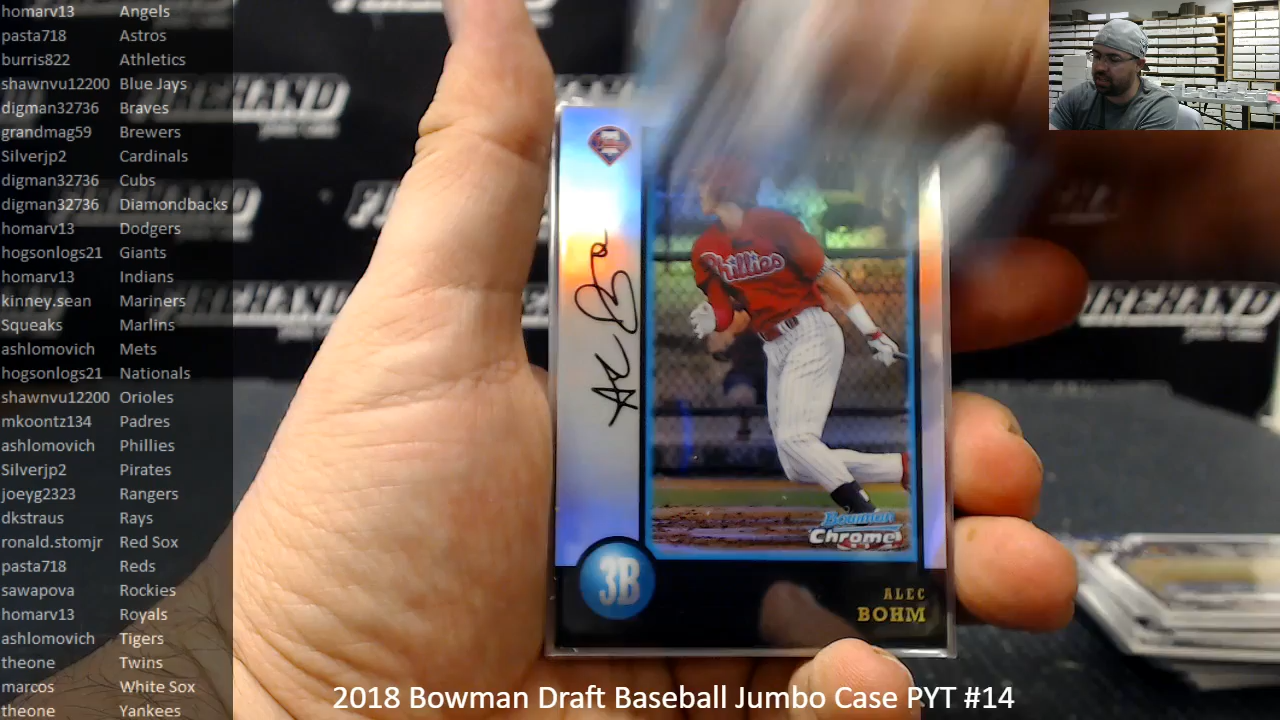 homarv13 Angels
pasta718 Astros
burris822 Athletics
shawnvu12200 Blue Jays
digman32736 Braves
grandmag59 Brewers
Silverjp2 Cardinals
digman32736 Cubs
digman32736 Diamondbacks
homarv13 Dodgers
hogsonlogs21 Giants
homarv13 Indians
kinney.sean Mariners
Squeaks Marlins
ashlomovich Mets
hogsonlogs21 Nationals
shawnvu12200 Orioles
mkoontz134 Padres
ashlomovich Phillies
Silverjp2 Pirates
joeyg2323 Rangers
dkstraus Rays
ronald.stomjr Red Sox
pasta718 Reds
sawapova Rockies
homarv13 Royals
ashlomovich Tigers
theone Twins
marcos White Sox
theone Yankees
Phillies
Bowman
Chrome
3B
ALEC
BOHM
2018 Bowman Draft Baseball Jumbo Case PYT #14